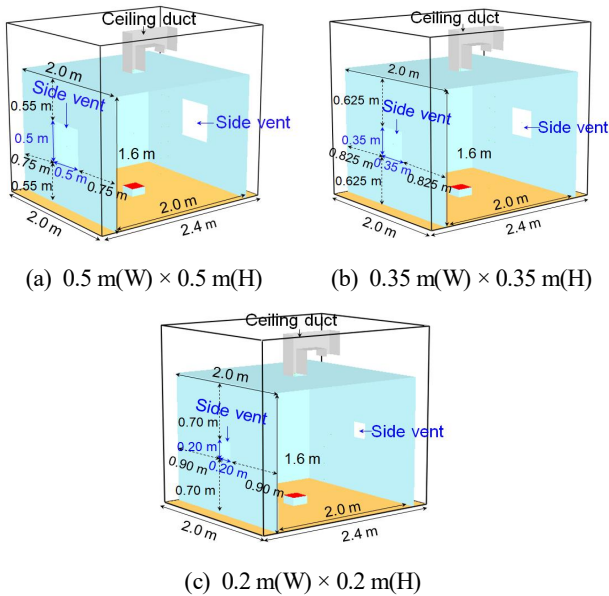 Ceiling duct
2.0 m
0.55 m
Side vent
0.5 m
Side vent
0.75 m
0.5 m
0.75 m
0.55 m
1.6 m
2.0 m
2.0 m
2.4 m
(a) 0.5 m(W) × 0.5 m(H)
Ceiling duct
2.0 m
0.625 m
Side vent
0.35 m
Side vent
0.825 m
0.35 m
0.825 m
0.625 m
1.6 m
2.0 m
2.0 m
2.4 m
(b) 0.35 m(W) × 0.35 m(H)
Ceiling duct
2.0 m
0.70 m
Side vent
0.20 m
Side vent
0.90 m
0.20 m
0.90 m
0.70 m
1.6 m
2.0 m
2.0 m
2.4 m
(c) 0.2 m(W) × 0.2 m(H)